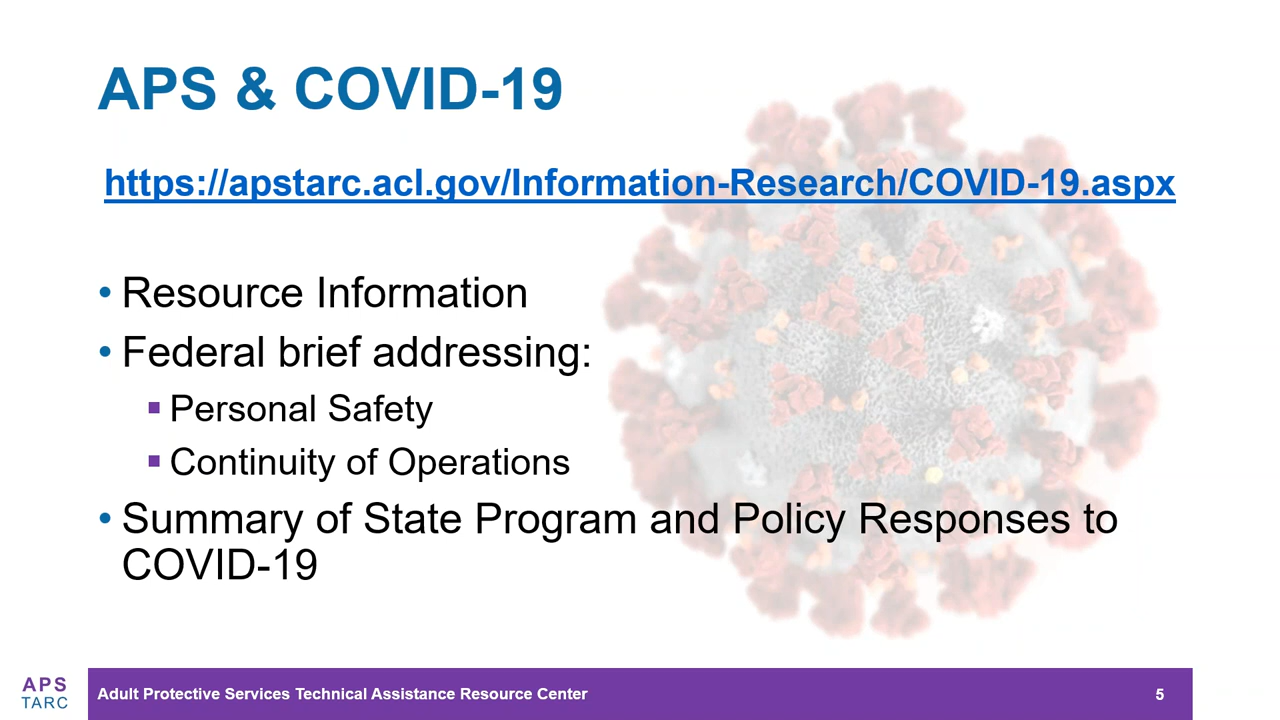 APS & COVID-19
https://apstarc.acl.gov/Information-Research/COVID-19.aspx
• Resource Information
• Federal brief addressing:
▪ Personal Safety
▪ Continuity of Operations
• Summary of State Program and Policy Responses to
COVID-19
APS
TARC
Adult Protective Services Technical Assistance Resource Center
5